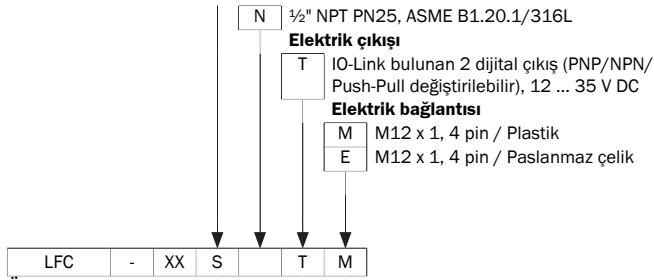 N ½" NPT PN25, ASME B1.20.1/316L
Elektrik çıkışı
T IO-Link bulunan 2 dijital çıkış (PNP/NPN/
Push-Pull değiştirilebilir), 12 ... 35 V DC
Elektrik bağlantısı
M M12 x 1, 4 pin / Plastik
E M12 x 1, 4 pin / Paslanmaz çelik
LFC - XX S T M